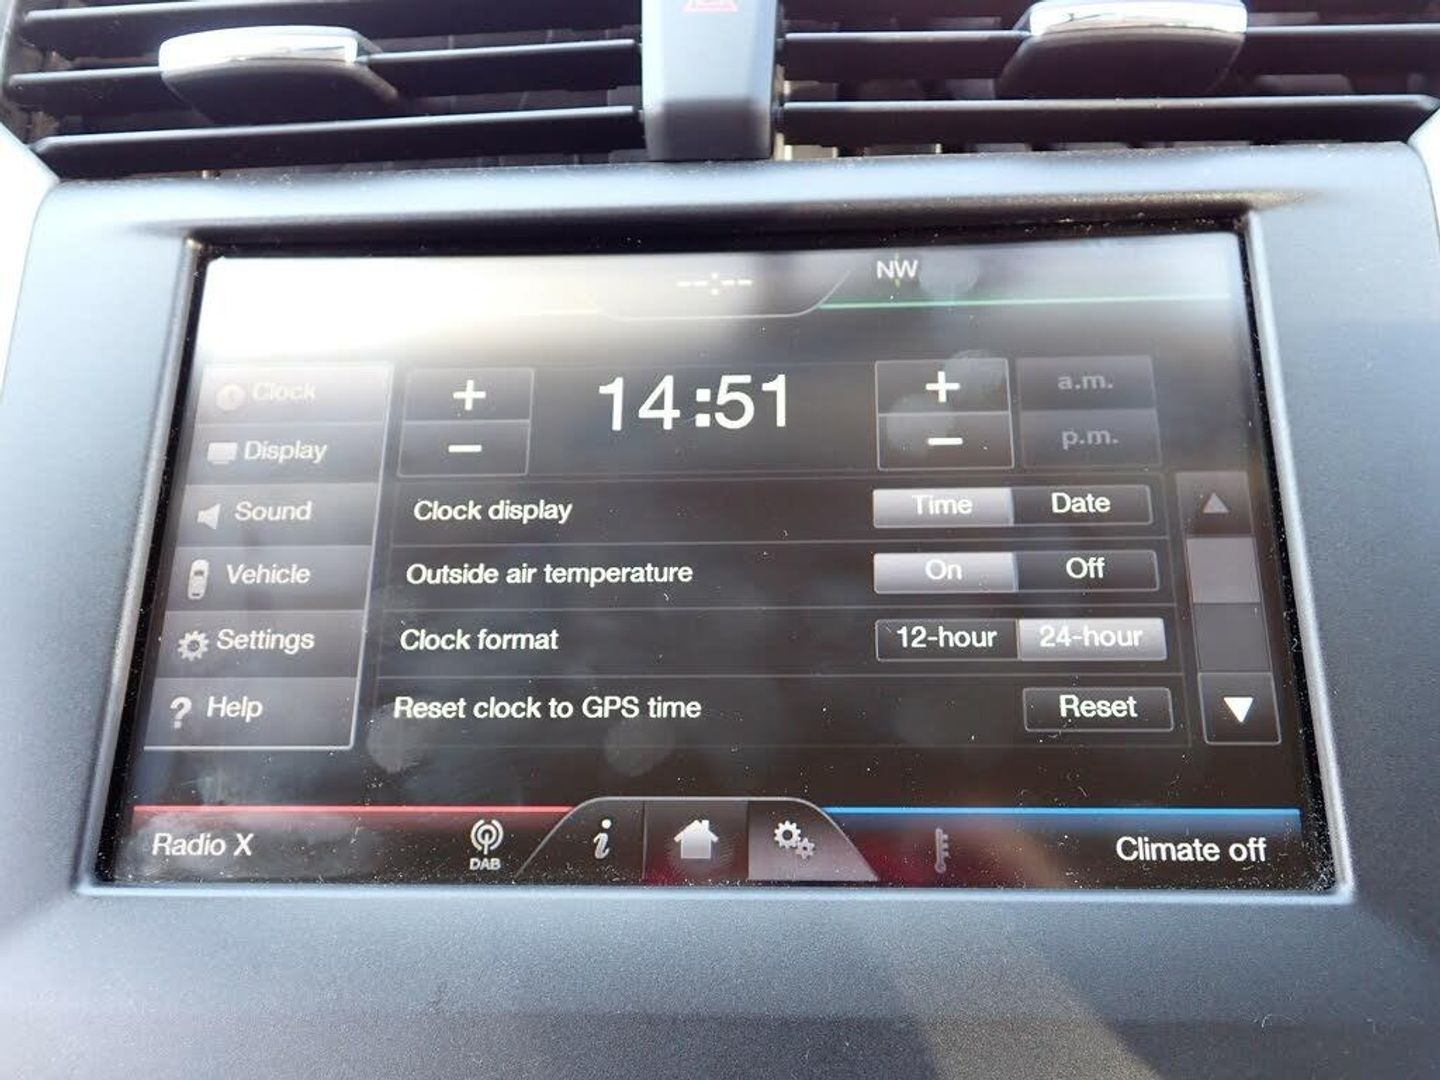 --:--
NW
Clock
+
14:51
+
a.m.
Display
−
−
p.m.
Sound
Clock display
Time
Date
Vehicle
Outside air temperature
On
Off
Settings
Clock format
12-hour
24-hour
? Help
Reset clock to GPS time
Reset
Radio X
DAB
i
Climate off